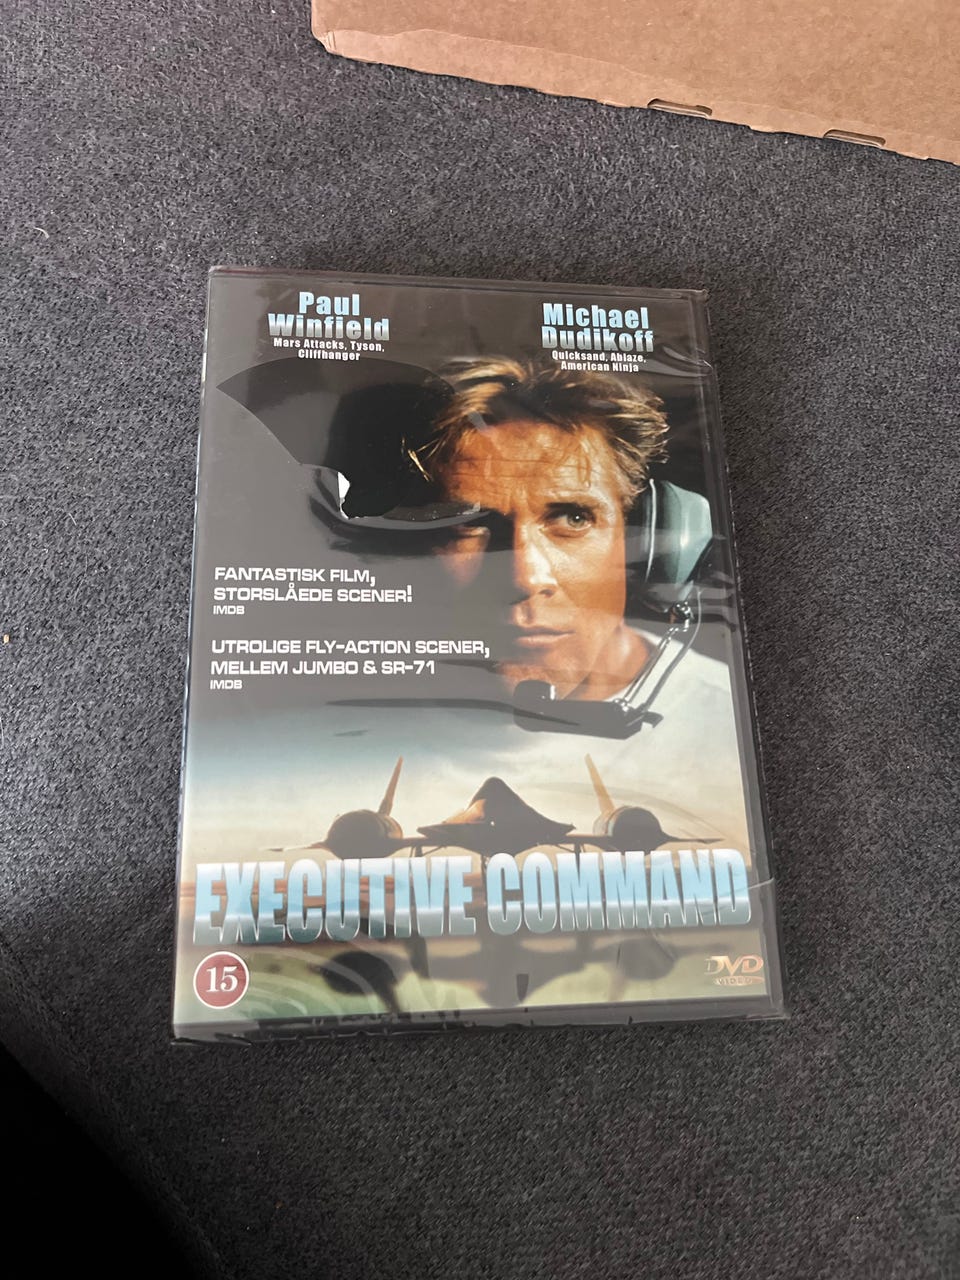 Paul
Winfield
Mars Attacks, Tyson,
Cliffhanger
Michael
Dudikoff
Quicksand, Ablaze,
American Ninja
FANTASTISK FILM,
STORSLÅEDE SCENER!
IMDB
UTROLIGE FLY-ACTION SCENER,
MELLEM JUMBO & SR-71
IMDB
EXECUTIVE COMMAND
15
DVD
VIDEO